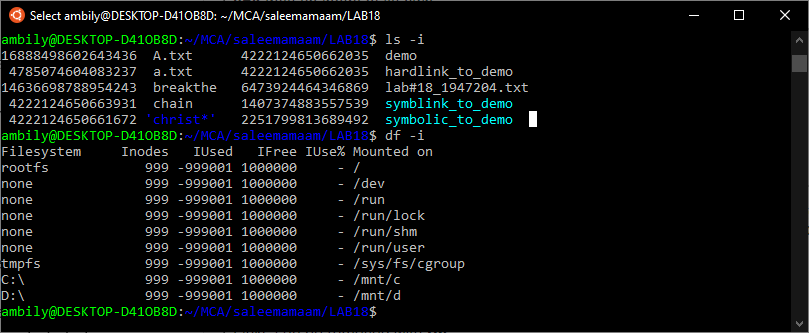 Select ambily@DESKTOP-D41OB8D: ~/MCA/saleemamaam/LAB18
ambily@DESKTOP-D41OB8D:~/MCA/saleemamaam/LAB18$ ls -i
16888498602643436  A.txt      4222124650662035  demo
 4785074604083237  a.txt      4222124650662035  hardlink_to_demo
14636698788954243  breakthe   6473924464346869  lab#18_1947204.txt
 4222124650663931  chain      1407374883557539  symblink_to_demo
 4222124650661672 'christ*'   2251799813689492  symbolic_to_demo
ambily@DESKTOP-D41OB8D:~/MCA/saleemamaam/LAB18$ df -i
Filesystem     Inodes   IUsed   IFree IUse% Mounted on
rootfs            999 -999001 1000000     - /
none              999 -999001 1000000     - /dev
none              999 -999001 1000000     - /run
none              999 -999001 1000000     - /run/lock
none              999 -999001 1000000     - /run/shm
none              999 -999001 1000000     - /run/user
tmpfs             999 -999001 1000000     - /sys/fs/cgroup
C:\               999 -999001 1000000     - /mnt/c
D:\               999 -999001 1000000     - /mnt/d
ambily@DESKTOP-D41OB8D:~/MCA/saleemamaam/LAB18$